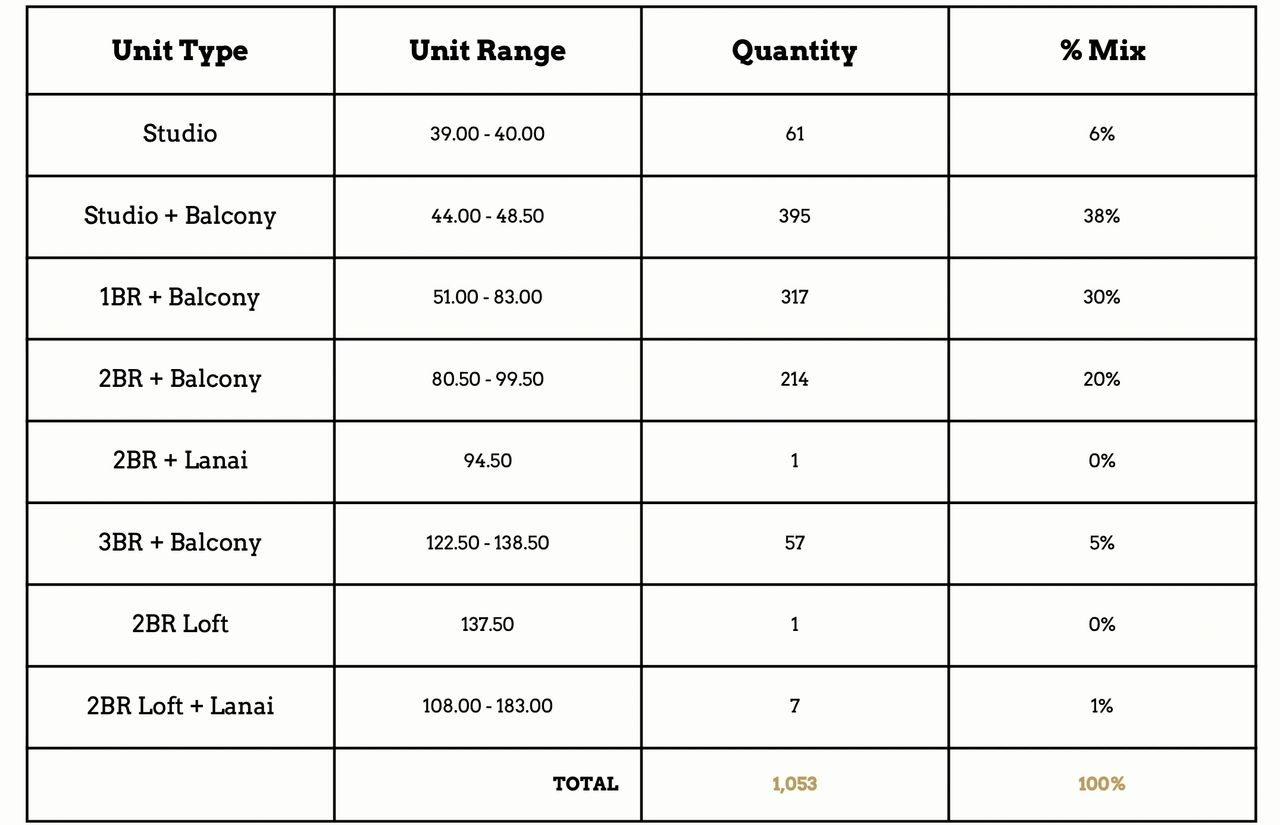 Unit Type Unit Range Quantity % Mix
Studio 39.00 - 40.00 61 6%
Studio + Balcony 44.00 - 48.50 395 38%
1BR + Balcony 51.00 - 83.00 317 30%
2BR + Balcony 80.50 - 99.50 214 20%
2BR + Lanai 94.50 1 0%
3BR + Balcony 122.50 - 138.50 57 5%
2BR Loft 137.50 1 0%
2BR Loft + Lanai 108.00 - 183.00 7 1%
TOTAL 1,053 100%